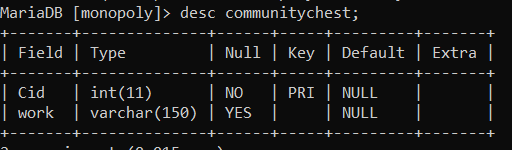 MariaDB [monopoly]> desc communitychest;
+-------+--------------+------+-----+---------+-------+
| Field | Type         | Null | Key | Default | Extra |
+-------+--------------+------+-----+---------+-------+
| Cid   | int(11)      | NO   | PRI | NULL    |       |
| work  | varchar(150) | YES  |     | NULL    |       |
+-------+--------------+------+-----+---------+-------+